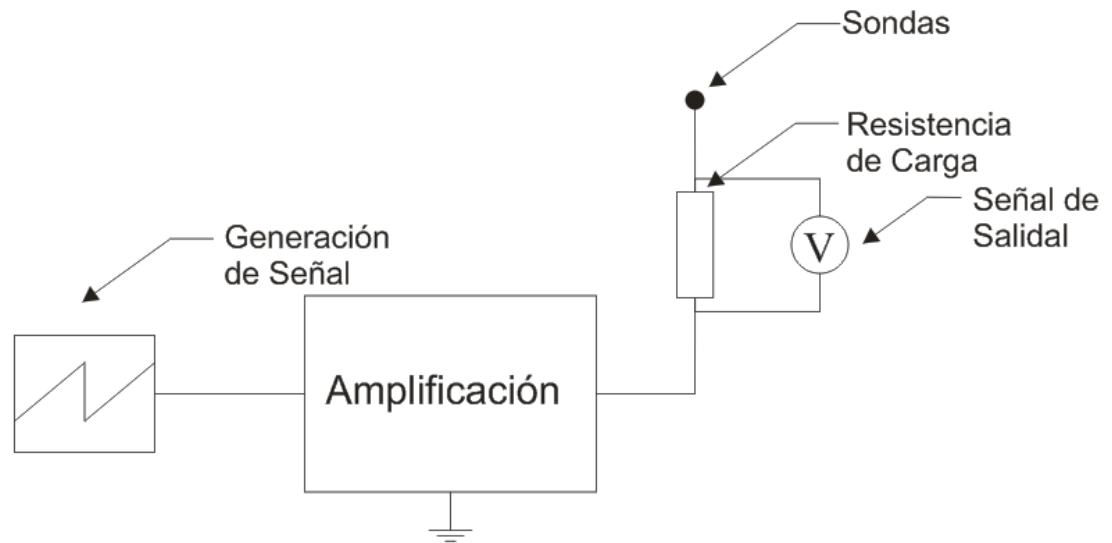 Sondas
Resistencia
de Carga
Señal de
Salidal
V
Generación
de Señal
Amplificación